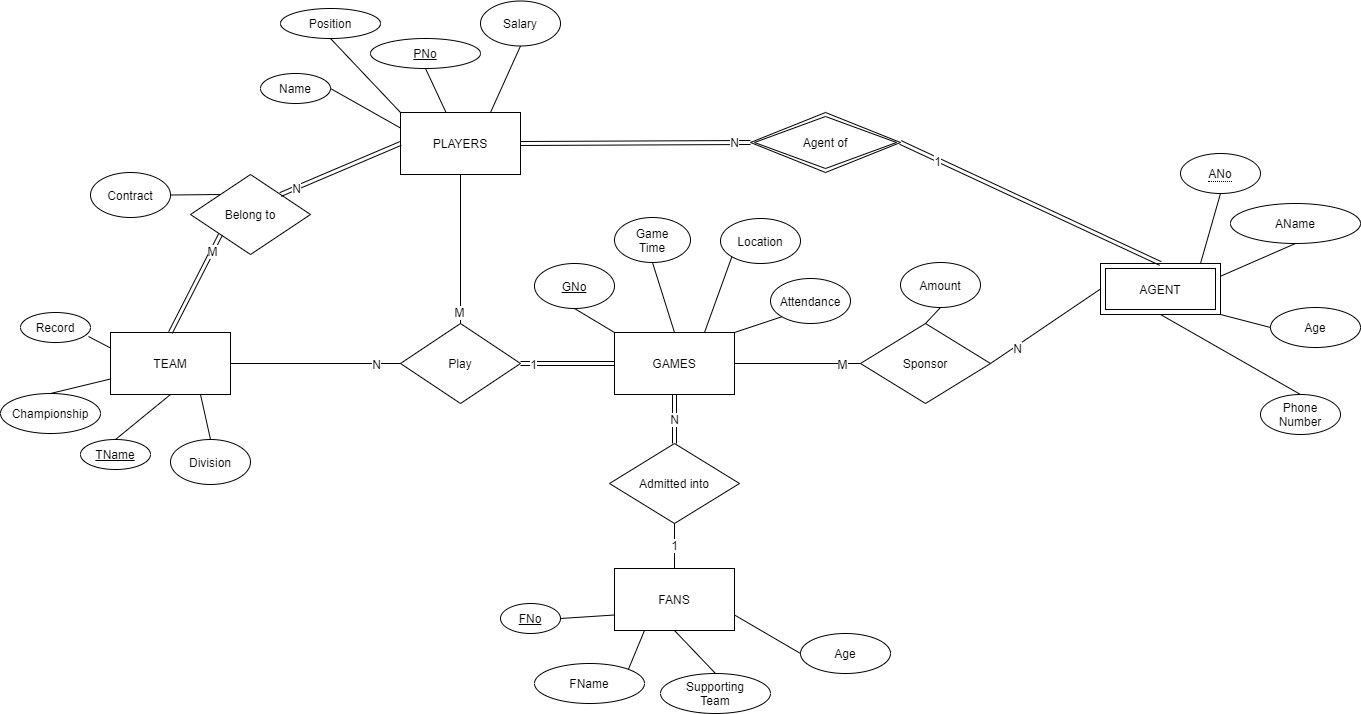 Position
Salary
PNo
Name
PLAYERS
N
Agent of
1
ANo
Contract
N
Belong to
AName
M
Game
Time
Location
GNo
Amount
AGENT
Attendance
M
Record
Age
TEAM
N
Play
1
GAMES
M
Sponsor
N
Championship
Phone
Number
N
TName
Division
Admitted into
1
FANS
FNo
Age
FName
Supporting
Team